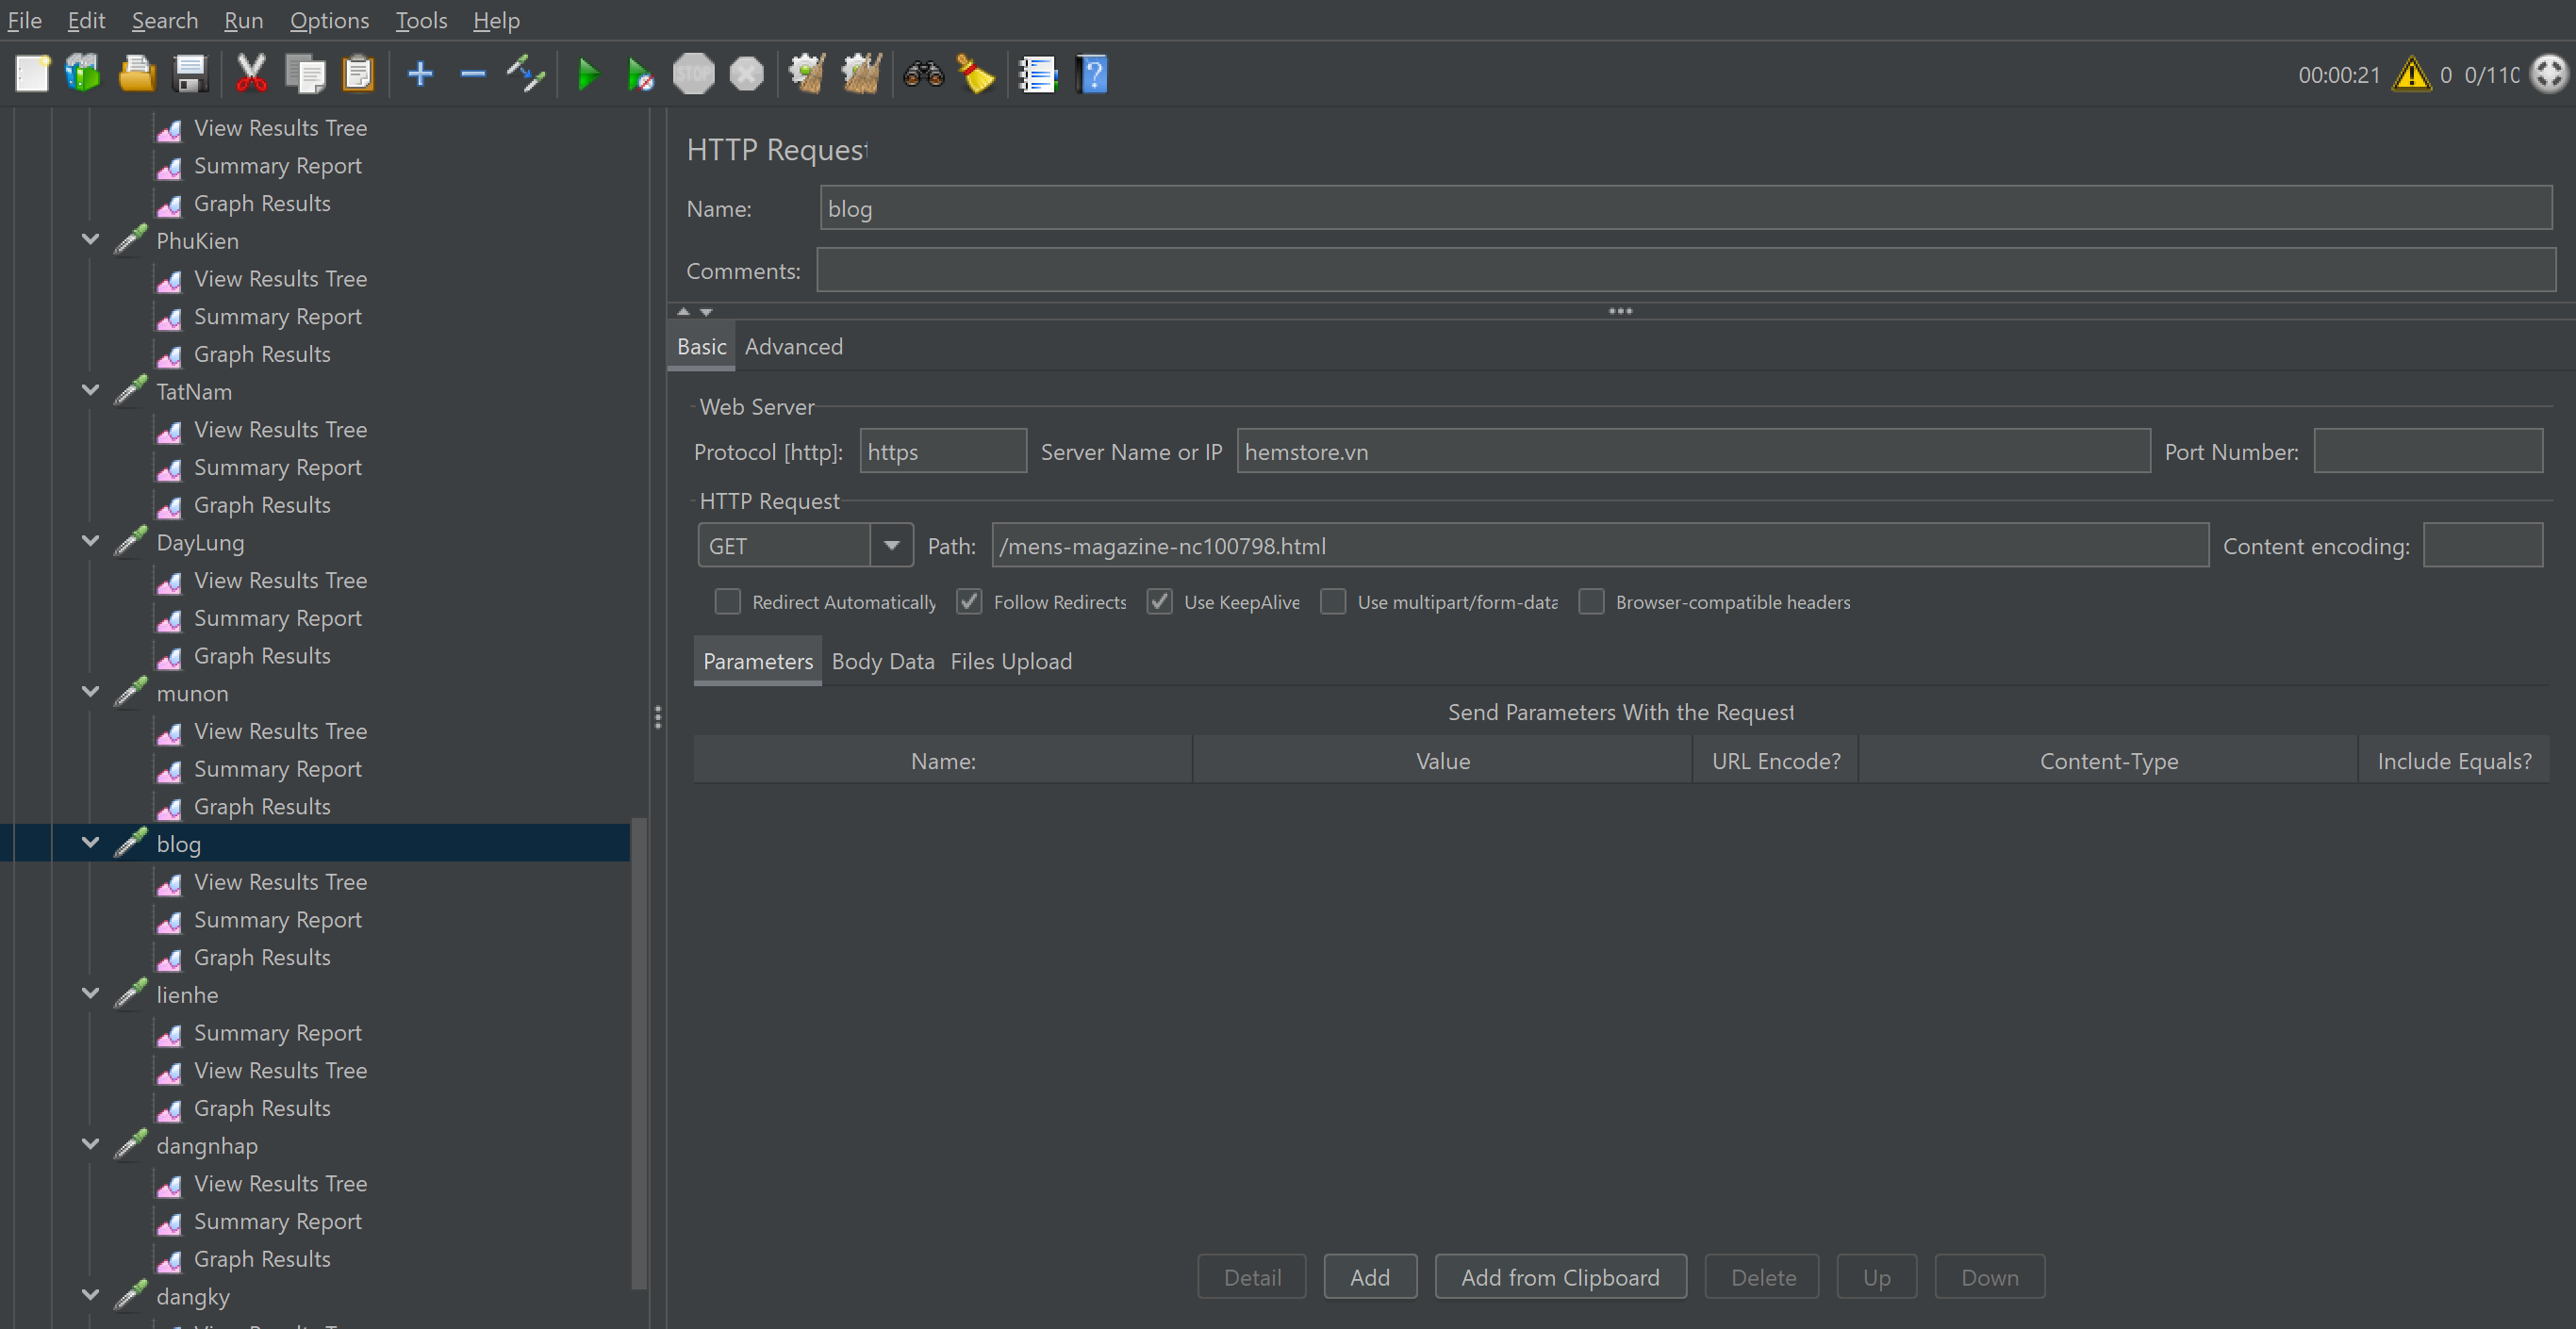 File Edit Search Run Options Tools Help
STOP
00:00:21 0 0/110
View Results Tree
Summary Report
Graph Results
PhuKien
View Results Tree
Summary Report
Graph Results
TatNam
View Results Tree
Summary Report
Graph Results
DayLung
View Results Tree
Summary Report
Graph Results
munon
View Results Tree
Summary Report
Graph Results
blog
View Results Tree
Summary Report
Graph Results
lienhe
Summary Report
View Results Tree
Graph Results
dangnhap
View Results Tree
Summary Report
Graph Results
dangky
HTTP Request
Name: blog
Comments:
Basic Advanced
Web Server
Protocol [http]: https Server Name or IP hemstore.vn Port Number:
HTTP Request
GET Path: /mens-magazine-nc100798.html Content encoding:
Redirect Automatically Follow Redirects Use KeepAlive Use multipart/form-data Browser-compatible headers
Parameters Body Data Files Upload
Send Parameters With the Request
Name: Value URL Encode? Content-Type Include Equals?
Detail Add Add from Clipboard Delete Up Down